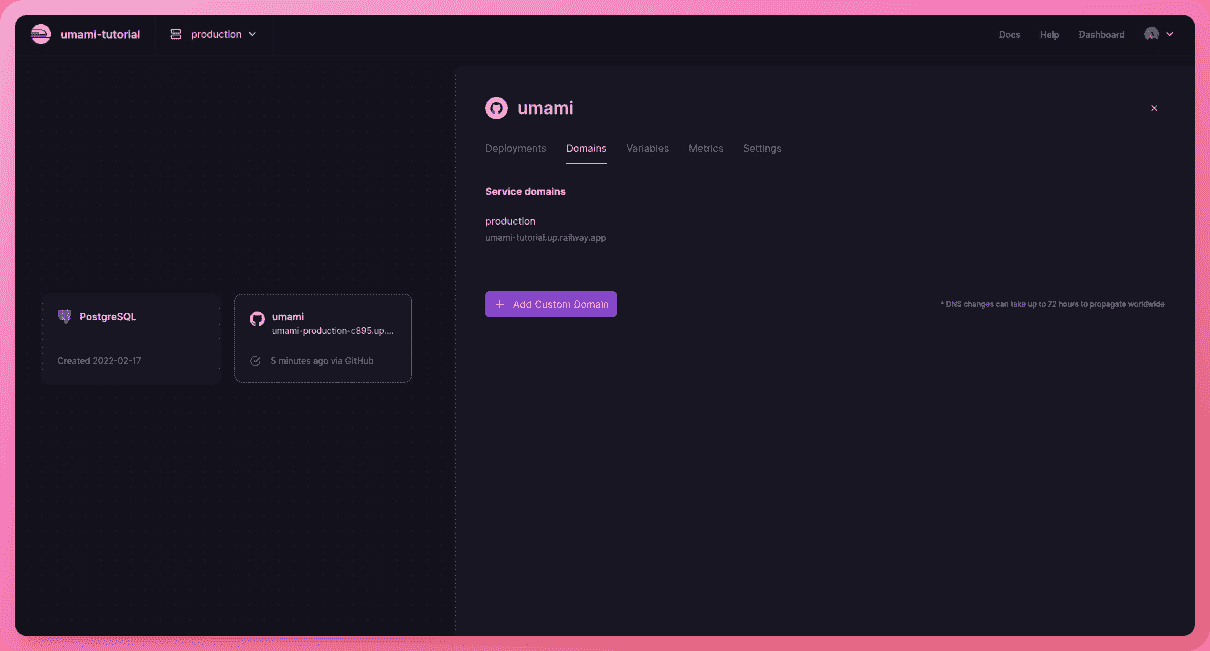 umami-tutorial
production
Docs
Help
Dashboard
umami
Deployments
Domains
Variables
Metrics
Settings
Service domains
production
umami-tutorial.up.railway.app
Add Custom Domain
* DNS changes can take up to 72 hours to propagate worldwide
PostgreSQL
Created 2022-02-17
umami
umami-production-c895.up....
5 minutes ago via GitHub